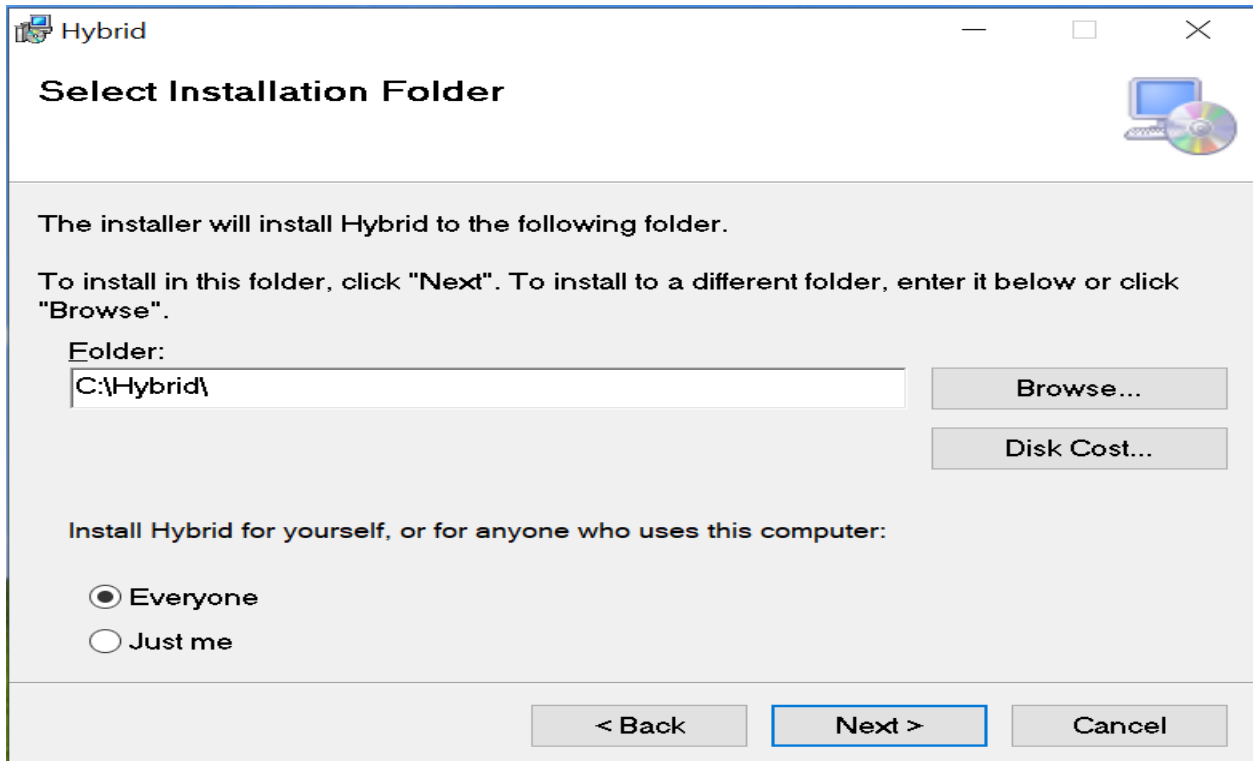 Hybrid
Select Installation Folder
The installer will install Hybrid to the following folder.
To install in this folder, click "Next". To install to a different folder, enter it below or click
"Browse".
Folder:
C:\Hybrid\
Browse...
Disk Cost...
Install Hybrid for yourself, or for anyone who uses this computer:
Everyone
Just me
< Back
Next >
Cancel